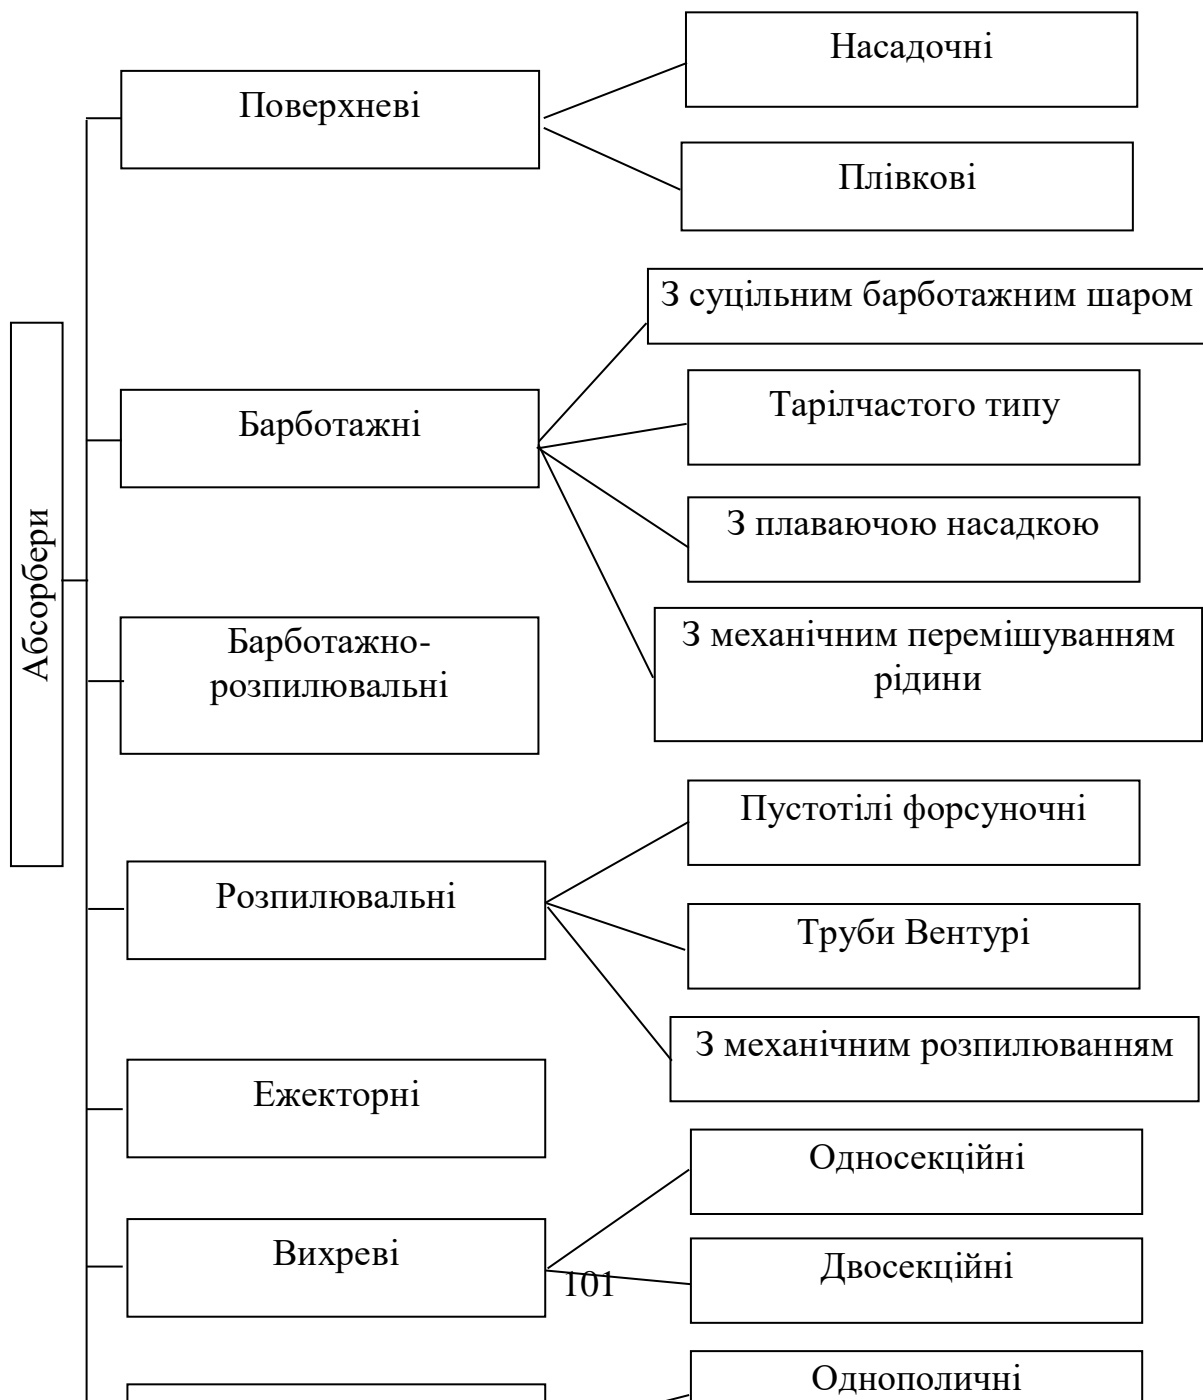 Абсорбери
Поверхневі
Насадочні
Плівкові
Барботажні
З суцільним барботажним шаром
Тарілчастого типу
З плаваючою насадкою
З механічним перемішуванням
рідини
Барботажно-
розпилювальні
Розпилювальні
Пустотілі форсуночні
Труби Вентурі
З механічним розпилюванням
Ежекторні
Вихреві
Односекційні
Двосекційні
101
Однополичні